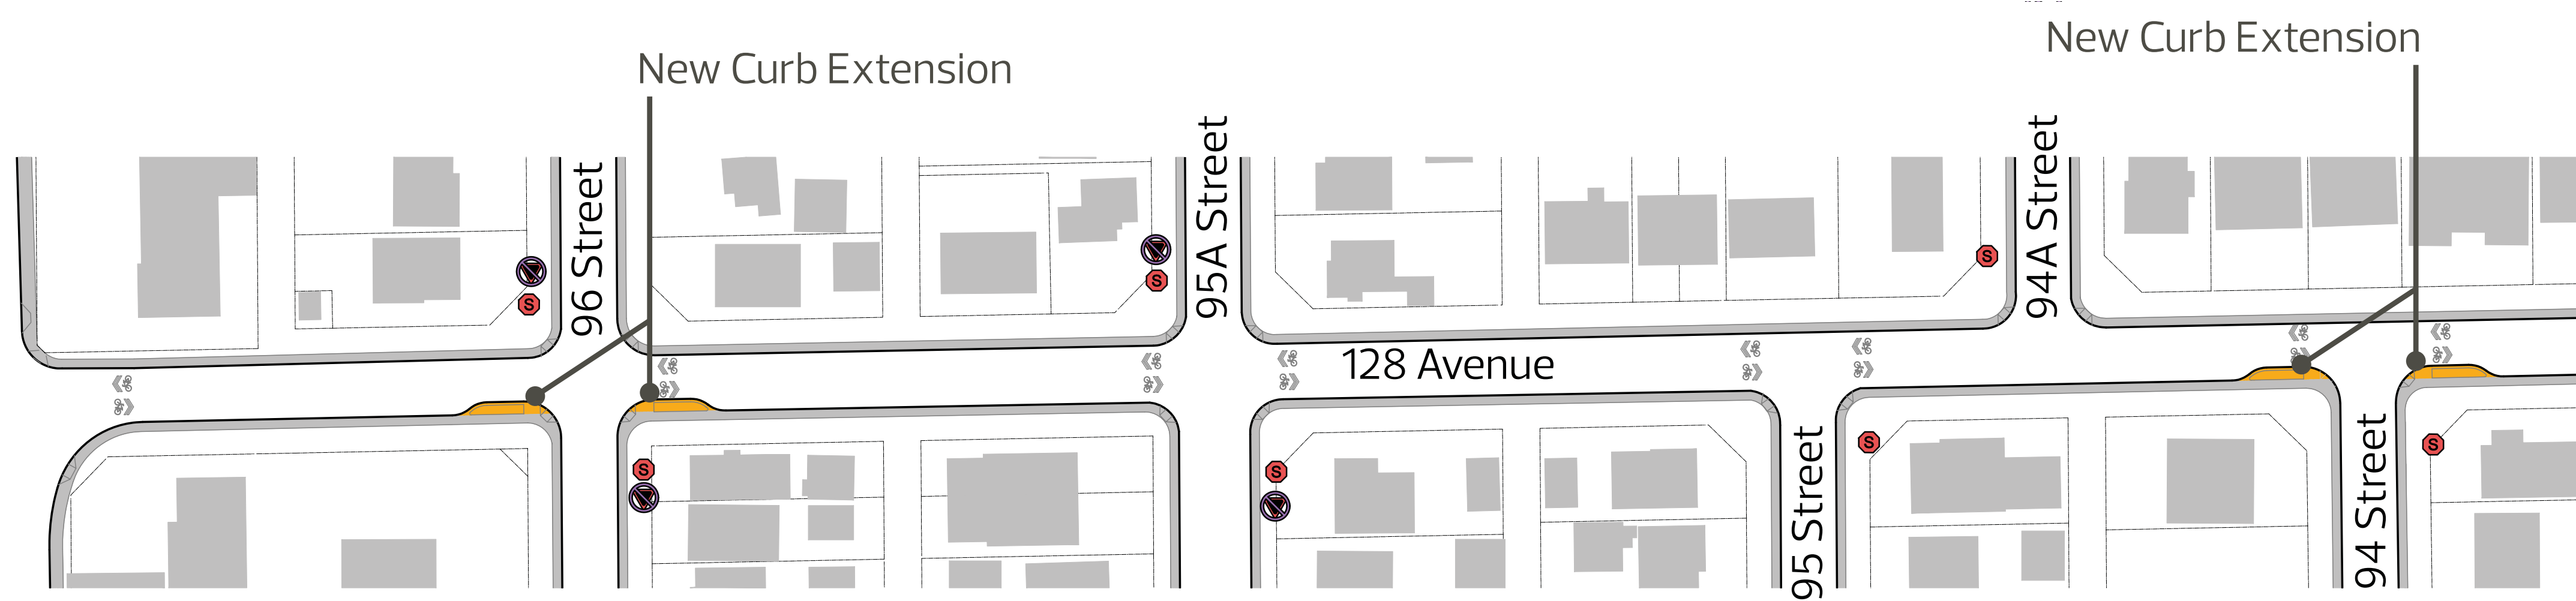 New Curb Extension
New Curb Extension
96 Street
95A Street
94A Street
S
S
S
128 Avenue
S
S
S
S
95 Street
94 Street